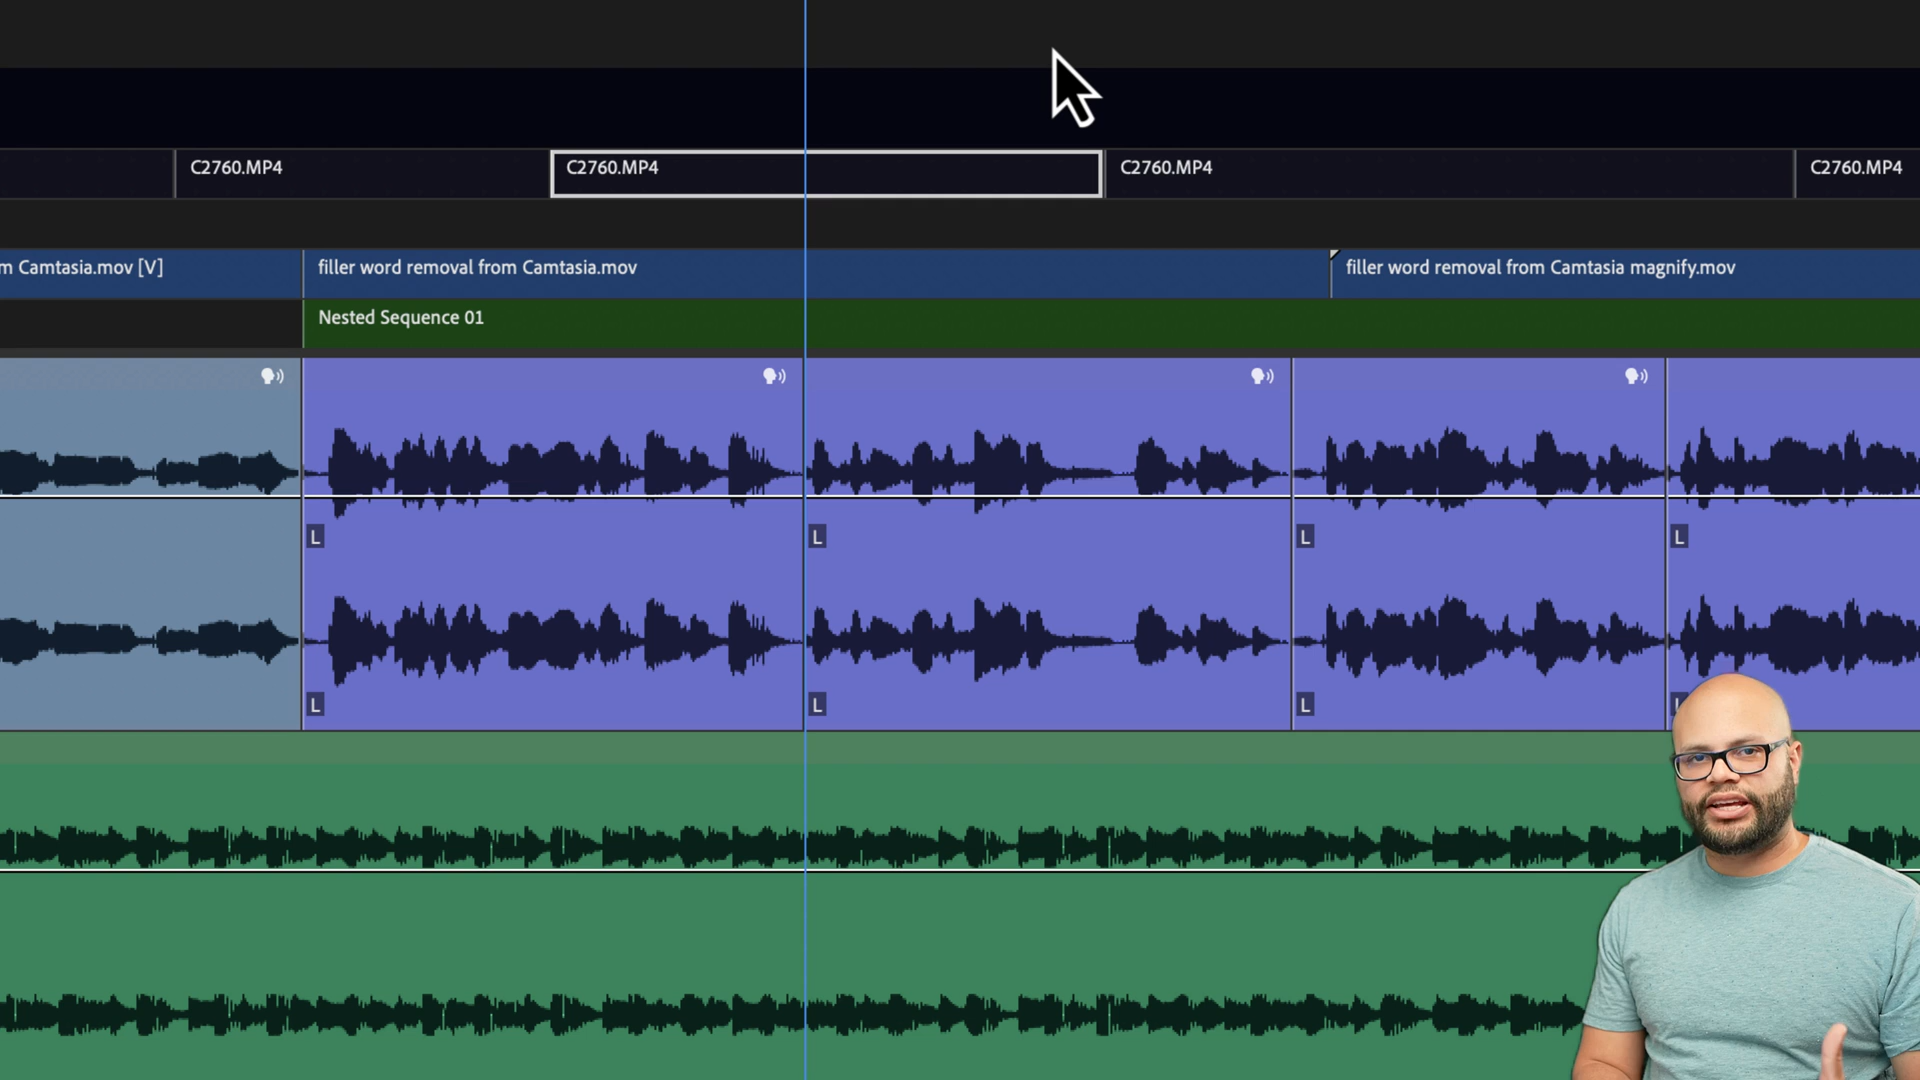 C2760.MP4 C2760.MP4 C2760.MP4 C2760.MP4
m Camtasia.mov [V] filler word removal from Camtasia.mov filler word removal from Camtasia magnify.mov
Nested Sequence 01
L L L L
L L L L